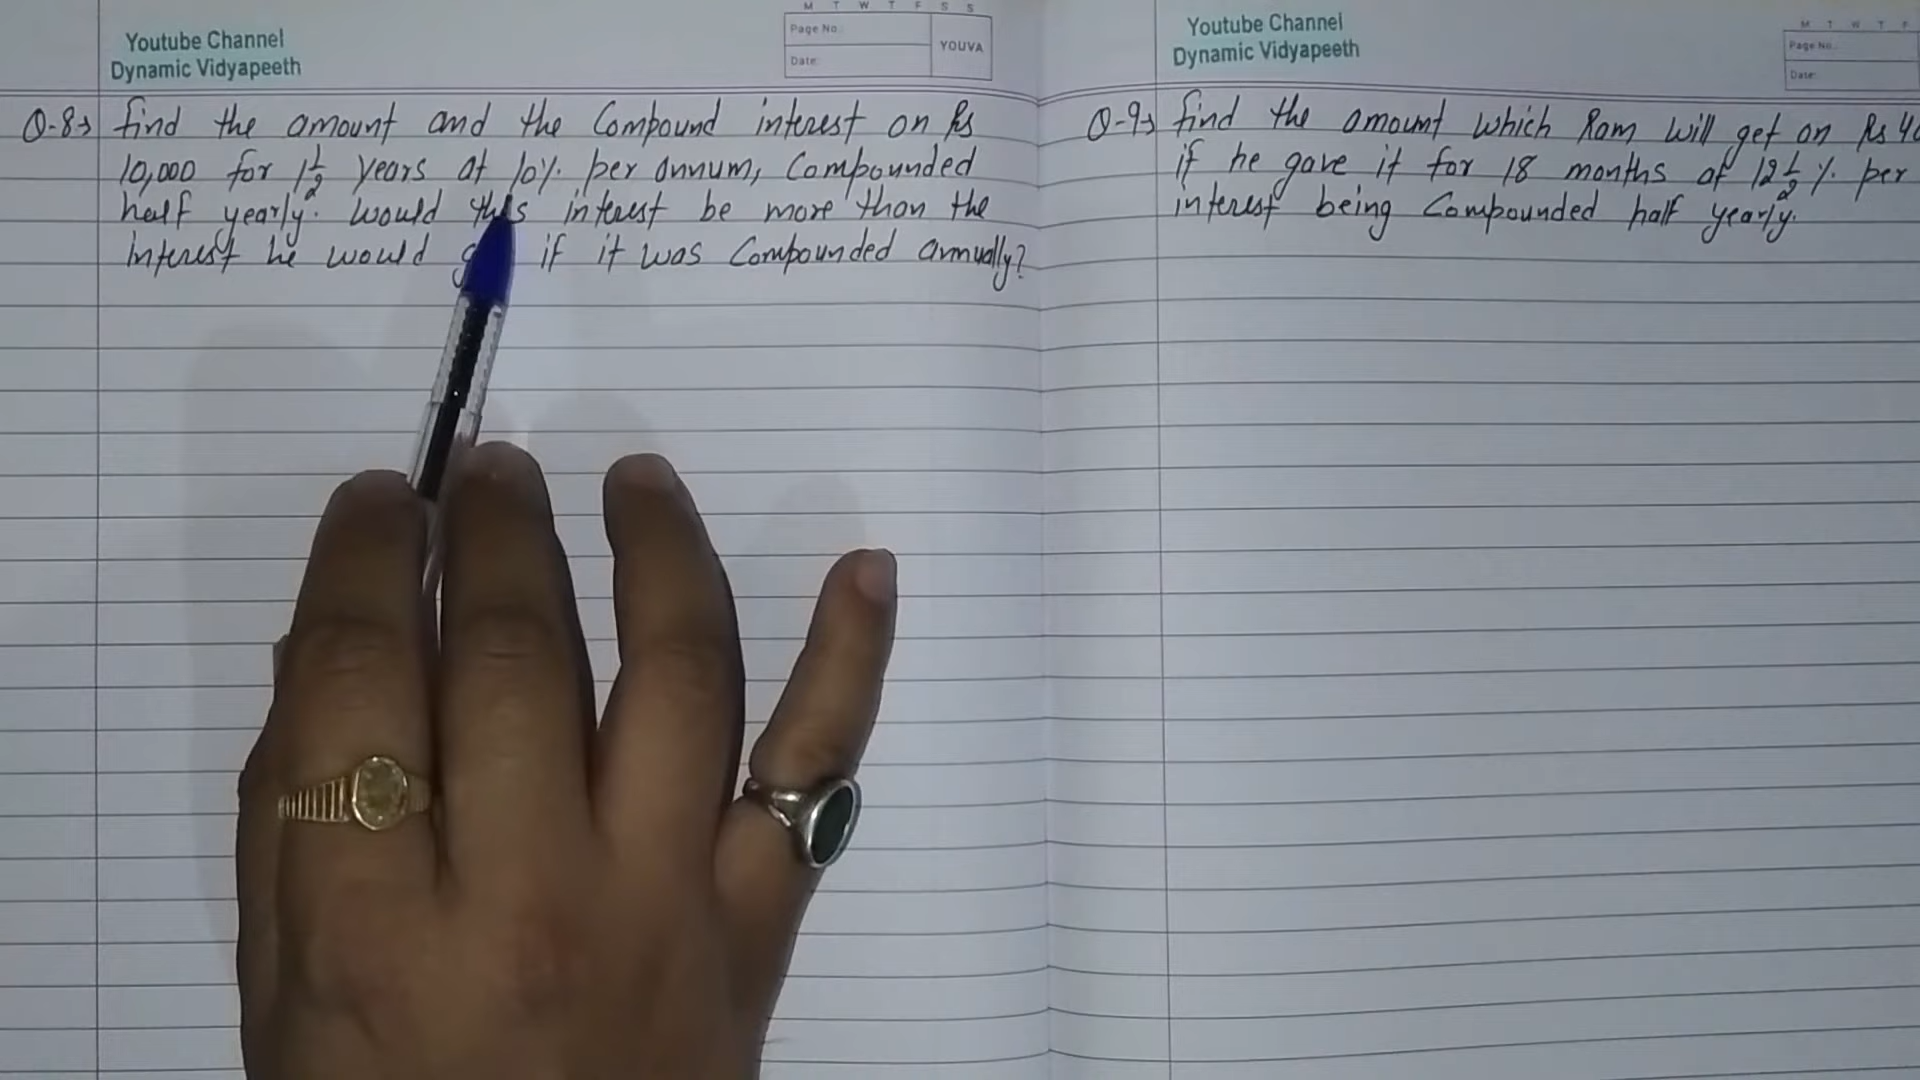 M T W T F S S
Youtube Channel
Dynamic Vidyapeeth
Page No.:
Date:
YOUVA
Q-8→ find the amount and the Compound interest on Rs
10,000 for 1 1/2 years at 10% per annum, Compounded
half yearly. Would this interest be more than the
interest he would if it was Compounded annually?
M T W T F
Youtube Channel
Dynamic Vidyapeeth
Page No.:
Date:
Q-9→ find the amount which Ram will get on Rs
if he gave it for 18 months at 12 1/2 % per
interest being Compounded half yearly.